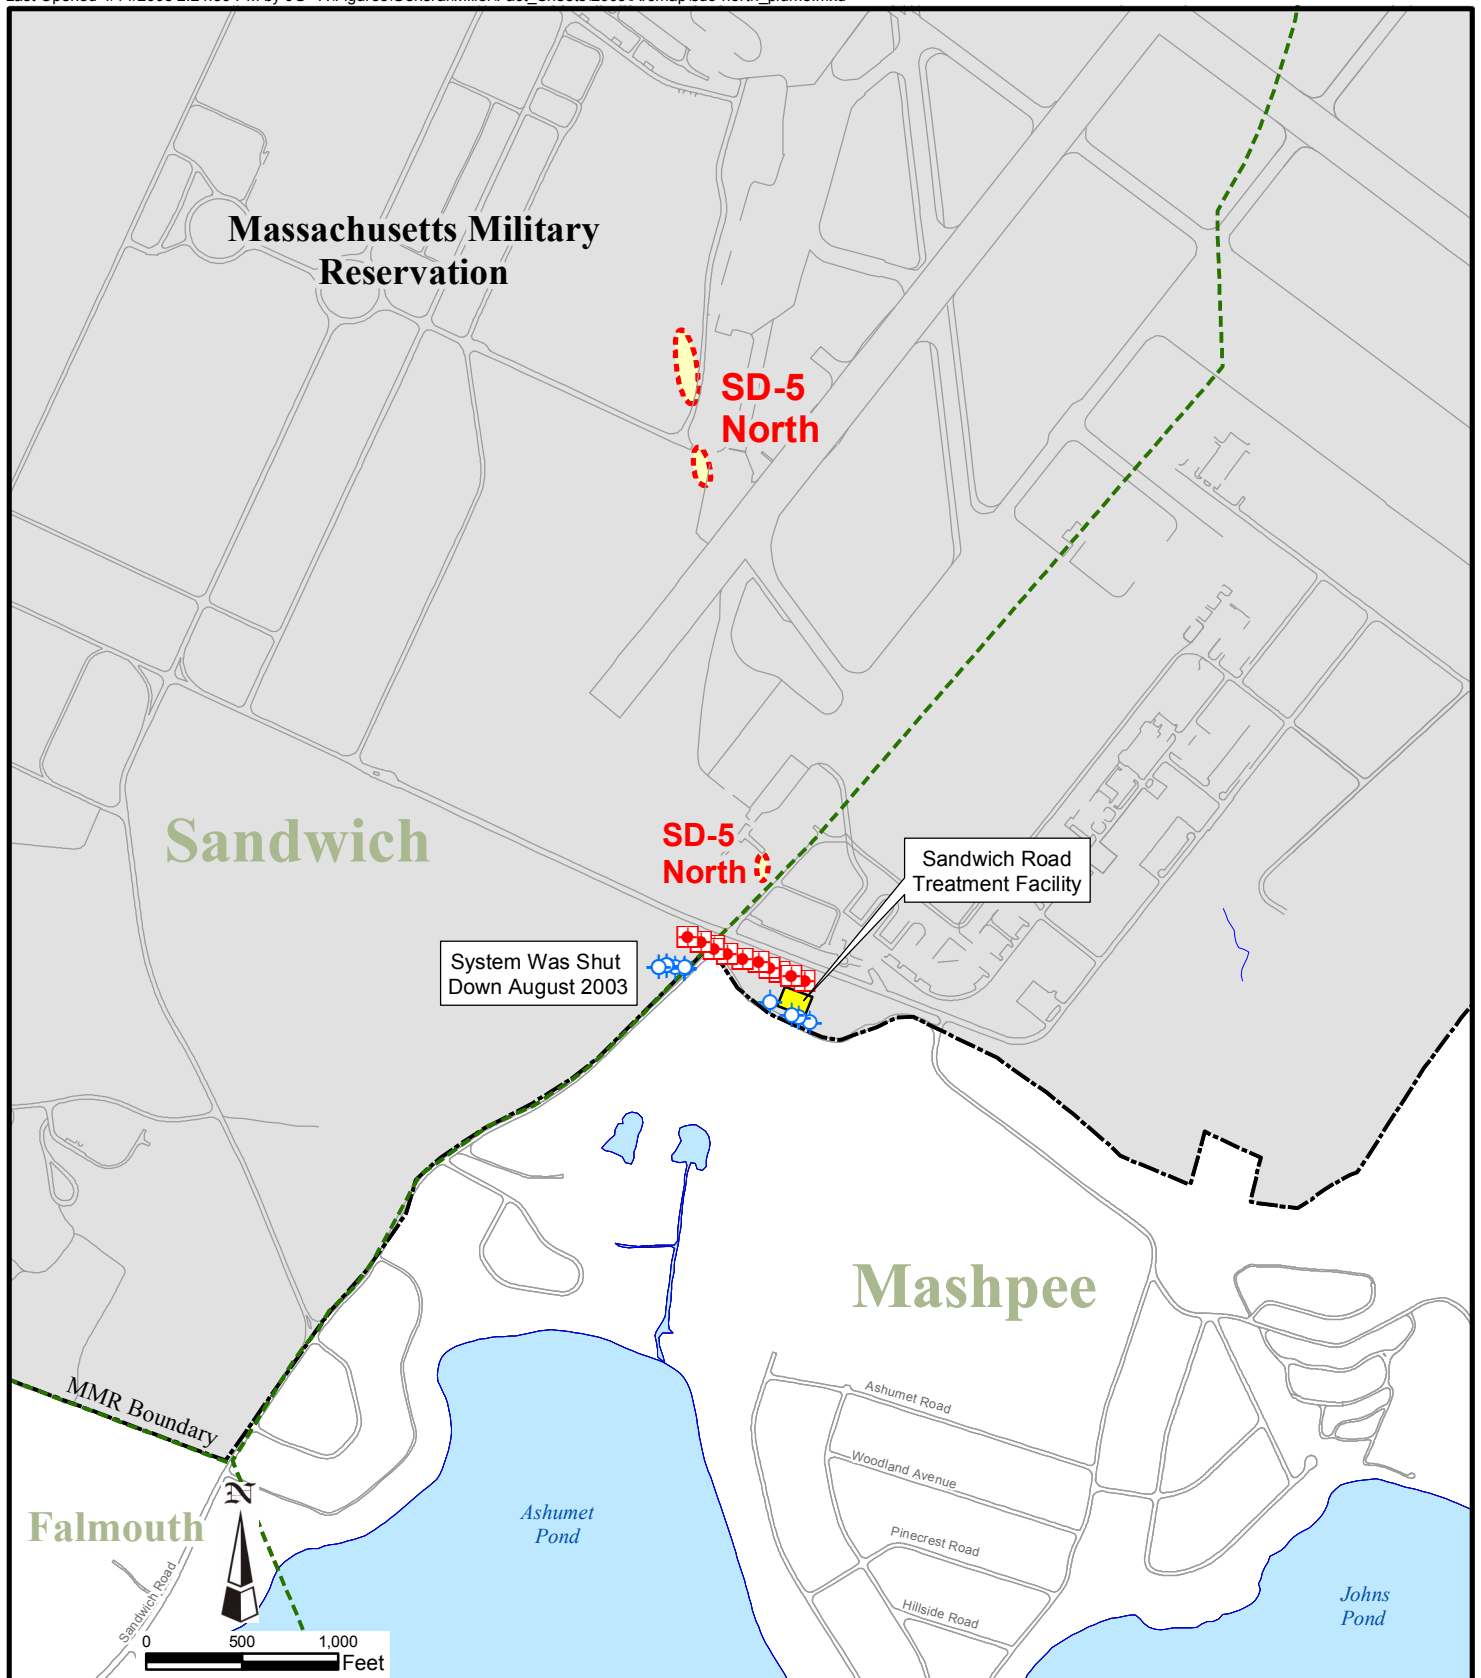 Massachusetts Military
Reservation
SD-5
North
Sandwich
SD-5
North
Sandwich Road
Treatment Facility
System Was Shut
Down August 2003
Mashpee
MMR Boundary
Ashumet Road
Woodland Avenue
Pinecrest Road
Hillside Road
N
Falmouth
Ashumet
Pond
Johns
Pond
Sandwich Road
0 500 1,000
Feet